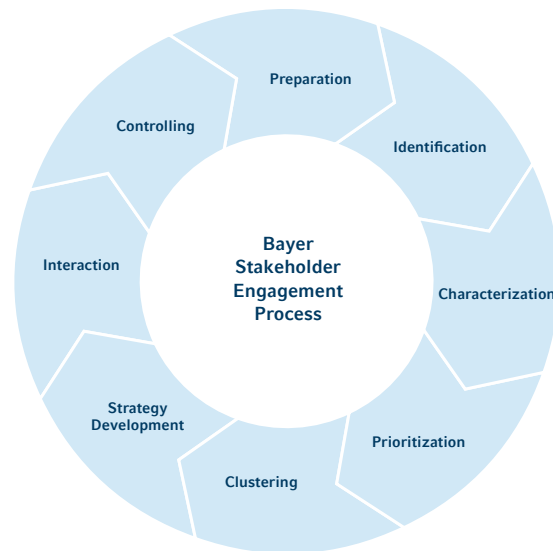 Preparation
Identification
Characterization
Prioritization
Clustering
Strategy
Development
Interaction
Controlling
Bayer
Stakeholder
Engagement
Process